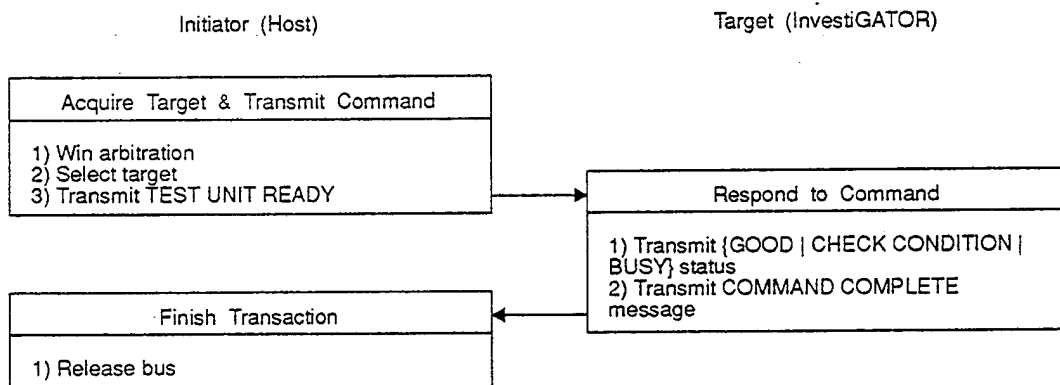 Initiator (Host)
Target (InvestiGATOR)
Acquire Target & Transmit Command
1) Win arbitration
2) Select target
3) Transmit TEST UNIT READY
Respond to Command
1) Transmit {GOOD | CHECK CONDITION |
BUSY} status
2) Transmit COMMAND COMPLETE
message
Finish Transaction
1) Release bus